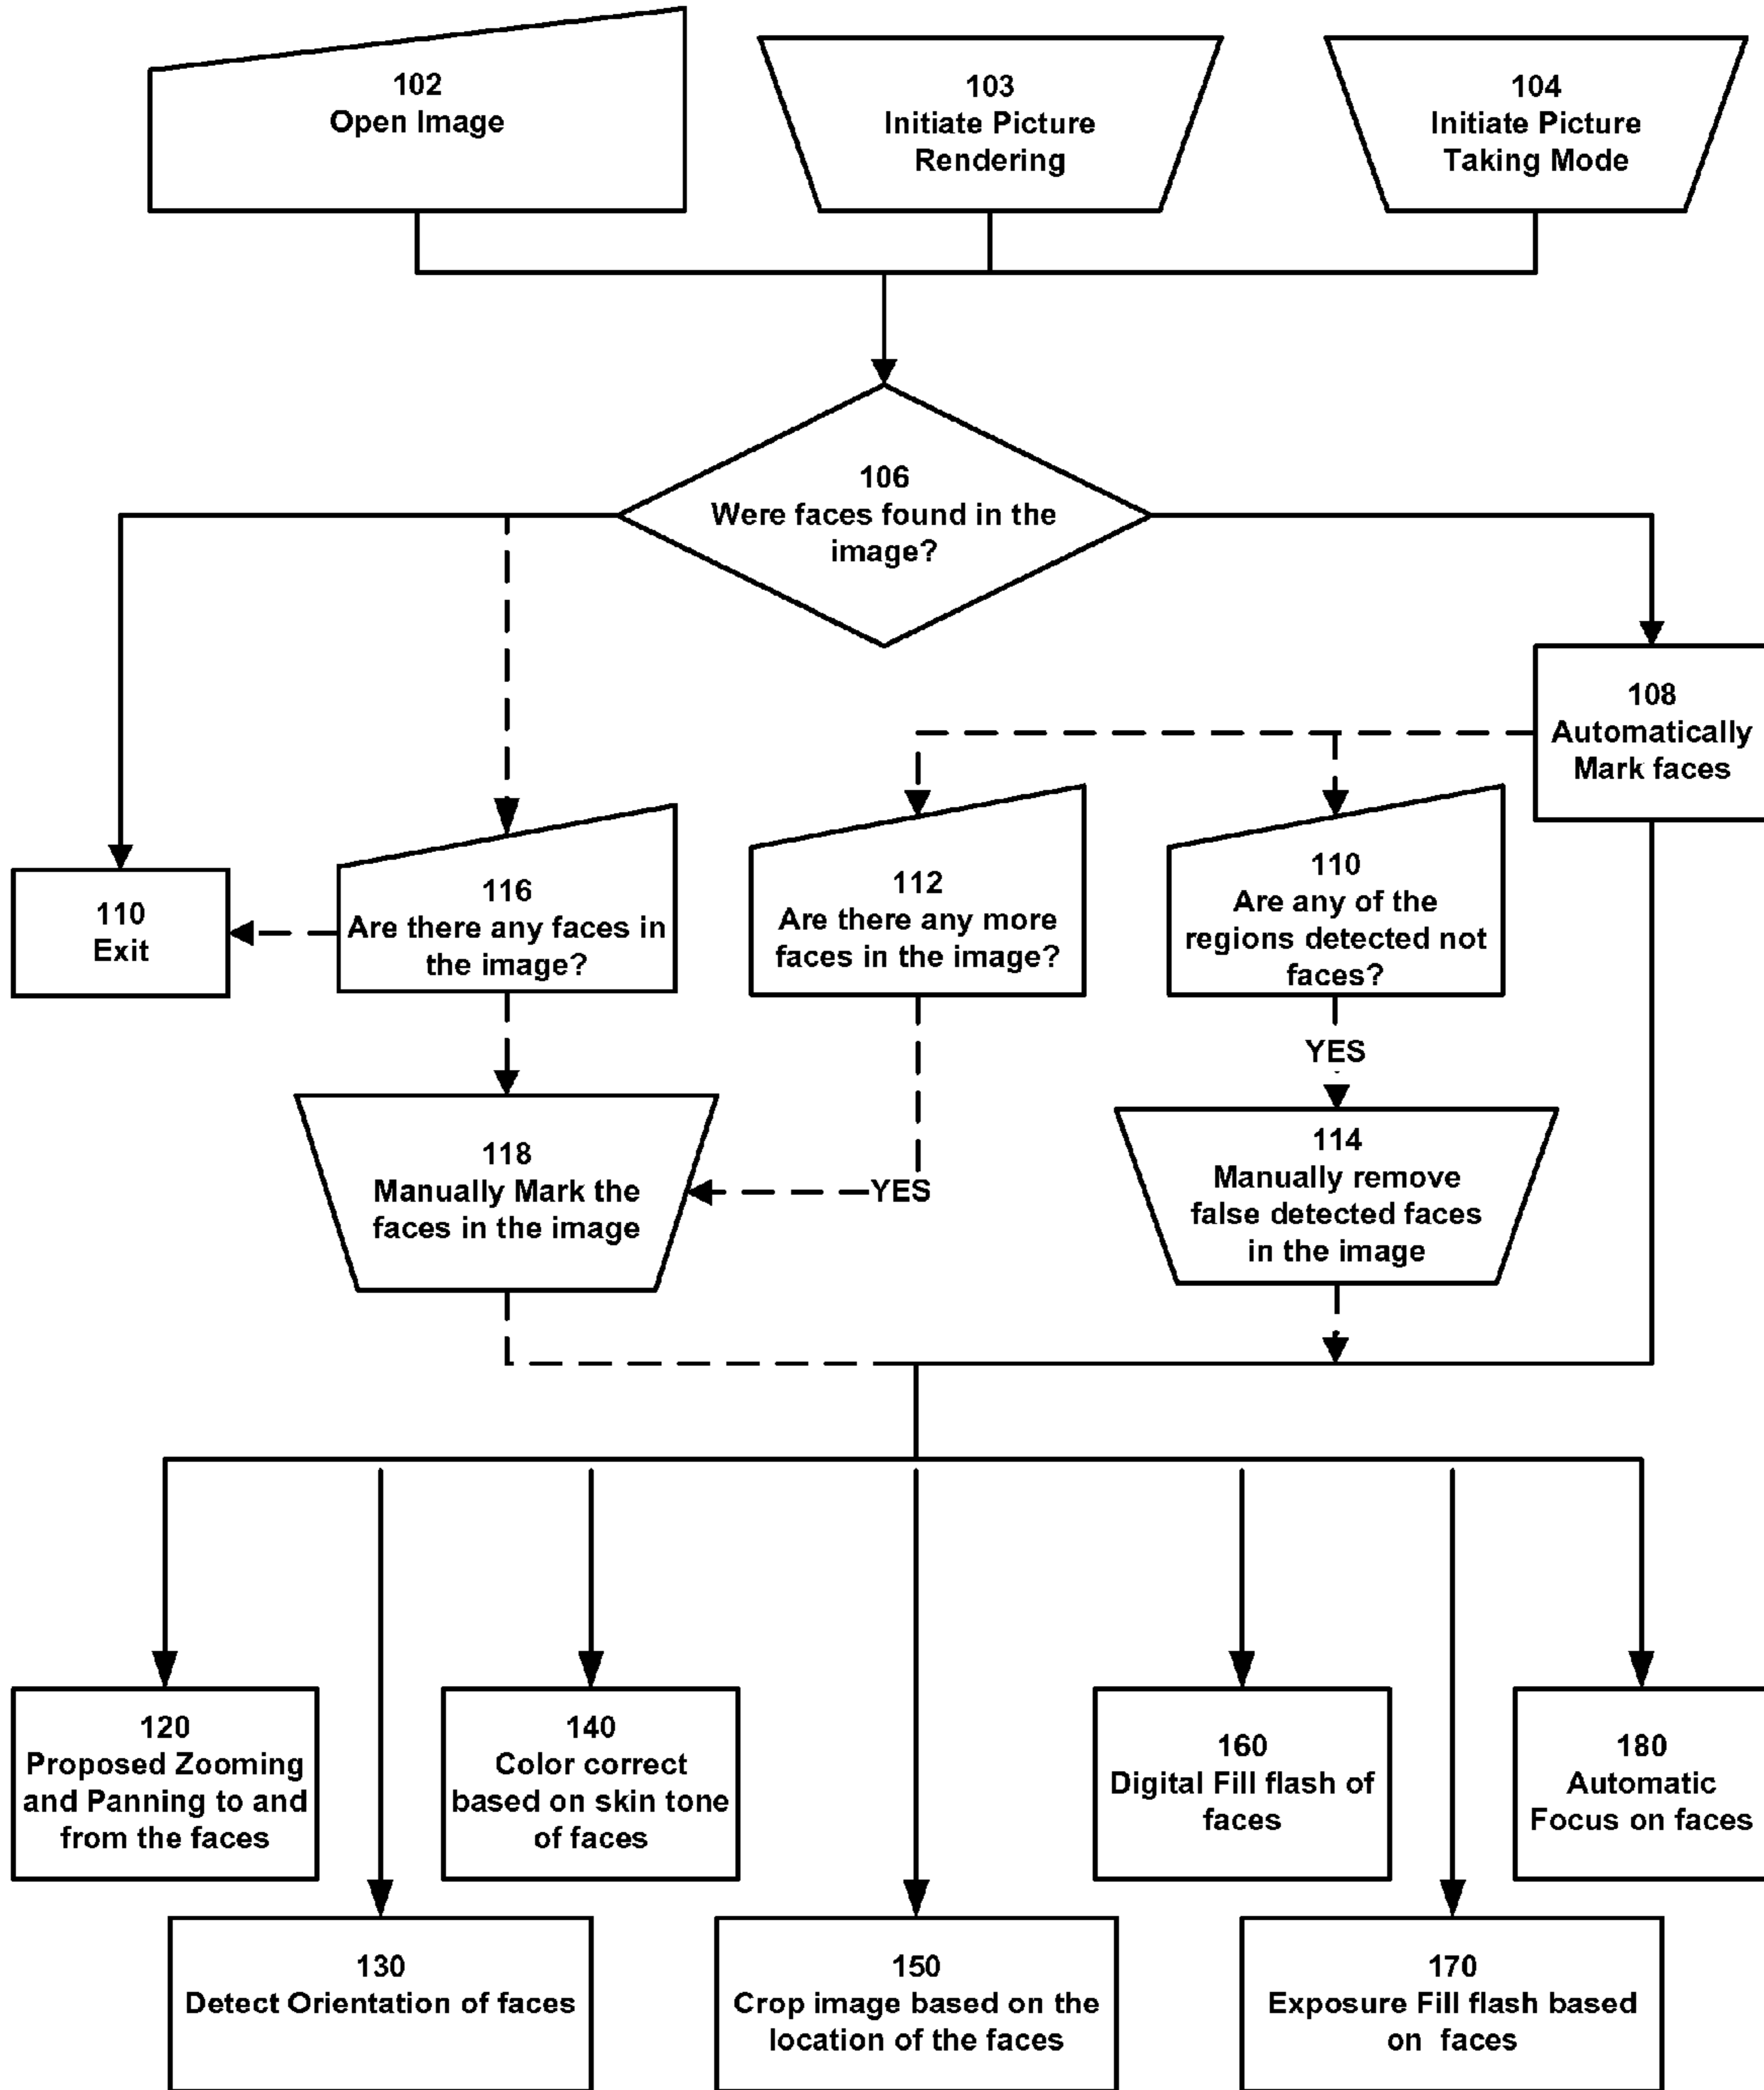 102
Open Image
103
Initiate Picture
Rendering
104
Initiate Picture
Taking Mode
106
Were faces found in the
image?
108
Automatically
Mark faces
110
Exit
116
Are there any faces in
the image?
112
Are there any more
faces in the image?
110
Are any of the
regions detected not
faces?
YES
118
Manually Mark the
faces in the image
YES
114
Manually remove
false detected faces
in the image
120
Proposed Zooming
and Panning to and
from the faces
140
Color correct
based on skin tone
of faces
160
Digital Fill flash of
faces
180
Automatic
Focus on faces
130
Detect Orientation of faces
150
Crop image based on the
location of the faces
170
Exposure Fill flash based
on faces